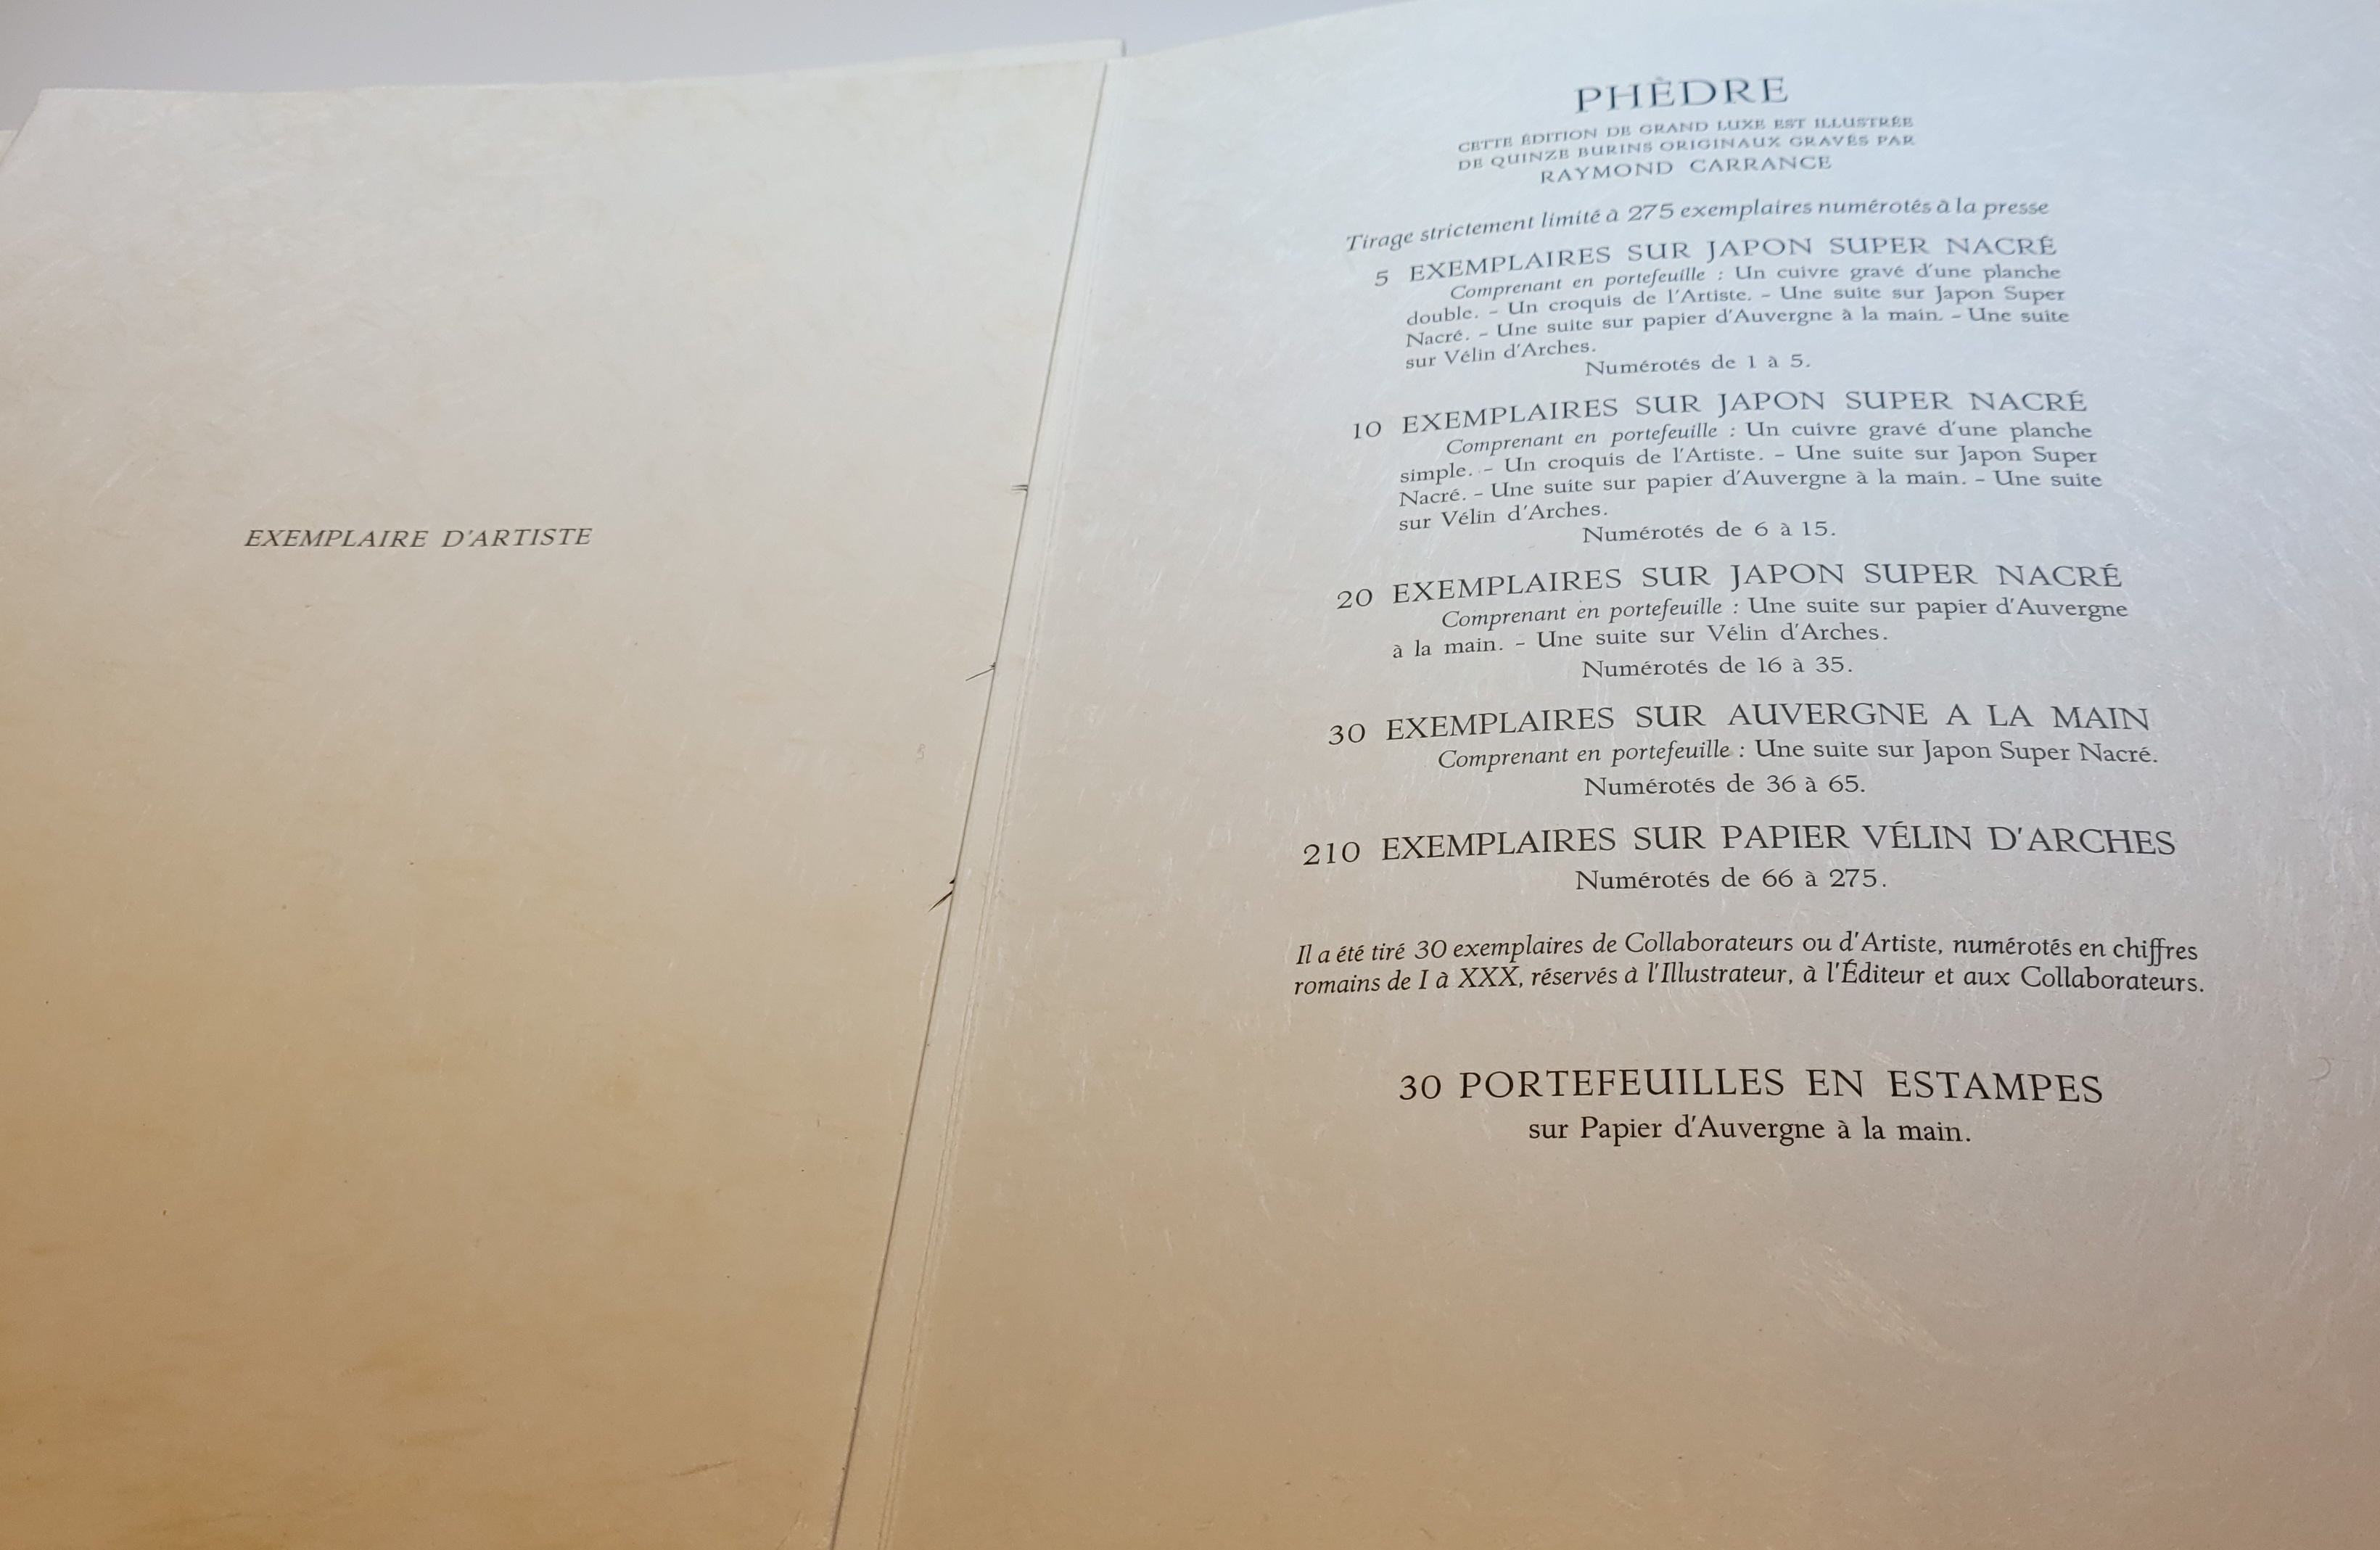 EXEMPLAIRE D'ARTISTE
PHÈDRE
CETTE ÉDITION DE GRAND LUXE EST ILLUSTRÉE
DE QUINZE BURINS ORIGINAUX GRAVÉS PAR
RAYMOND CARRANCE
Tirage strictement limité à 275 exemplaires numérotés à la presse
5 EXEMPLAIRES SUR JAPON SUPER NACRÉ
Comprenant en portefeuille : Un cuivre gravé d'une planche
double. – Un croquis de l'Artiste. – Une suite sur Japon Super
Nacré. – Une suite sur papier d'Auvergne à la main. – Une suite
sur Vélin d'Arches.
Numérotés de 1 à 5.
10 EXEMPLAIRES SUR JAPON SUPER NACRÉ
Comprenant en portefeuille : Un cuivre gravé d'une planche
simple. – Un croquis de l'Artiste. – Une suite sur Japon Super
Nacré. – Une suite sur papier d'Auvergne à la main. – Une suite
sur Vélin d'Arches.
Numérotés de 6 à 15.
20 EXEMPLAIRES SUR JAPON SUPER NACRÉ
Comprenant en portefeuille : Une suite sur papier d'Auvergne
à la main. – Une suite sur Vélin d'Arches.
Numérotés de 16 à 35.
30 EXEMPLAIRES SUR AUVERGNE A LA MAIN
Comprenant en portefeuille : Une suite sur Japon Super Nacré.
Numérotés de 36 à 65.
210 EXEMPLAIRES SUR PAPIER VÉLIN D'ARCHES
Numérotés de 66 à 275.
Il a été tiré 30 exemplaires de Collaborateurs ou d'Artiste, numérotés en chiffres
romains de I à XXX, réservés à l'Illustrateur, à l'Éditeur et aux Collaborateurs.
30 PORTEFEUILLES EN ESTAMPES
sur Papier d'Auvergne à la main.